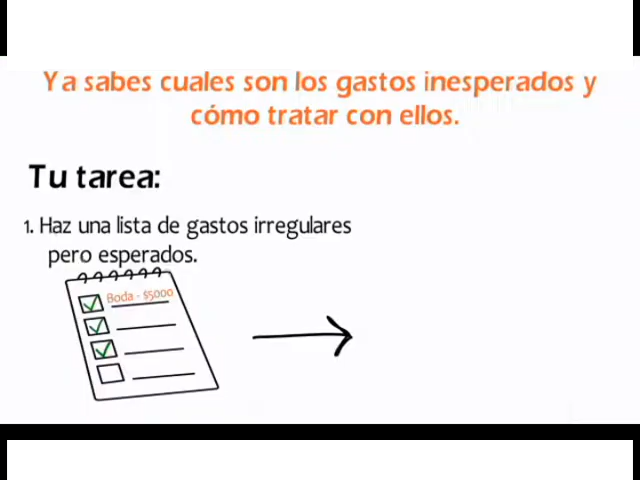 Ya sabes cuales son los gastos inesperados y
cómo tratar con ellos.
Tu tarea:
1. Haz una lista de gastos irregulares
pero esperados.
Boda - $5000